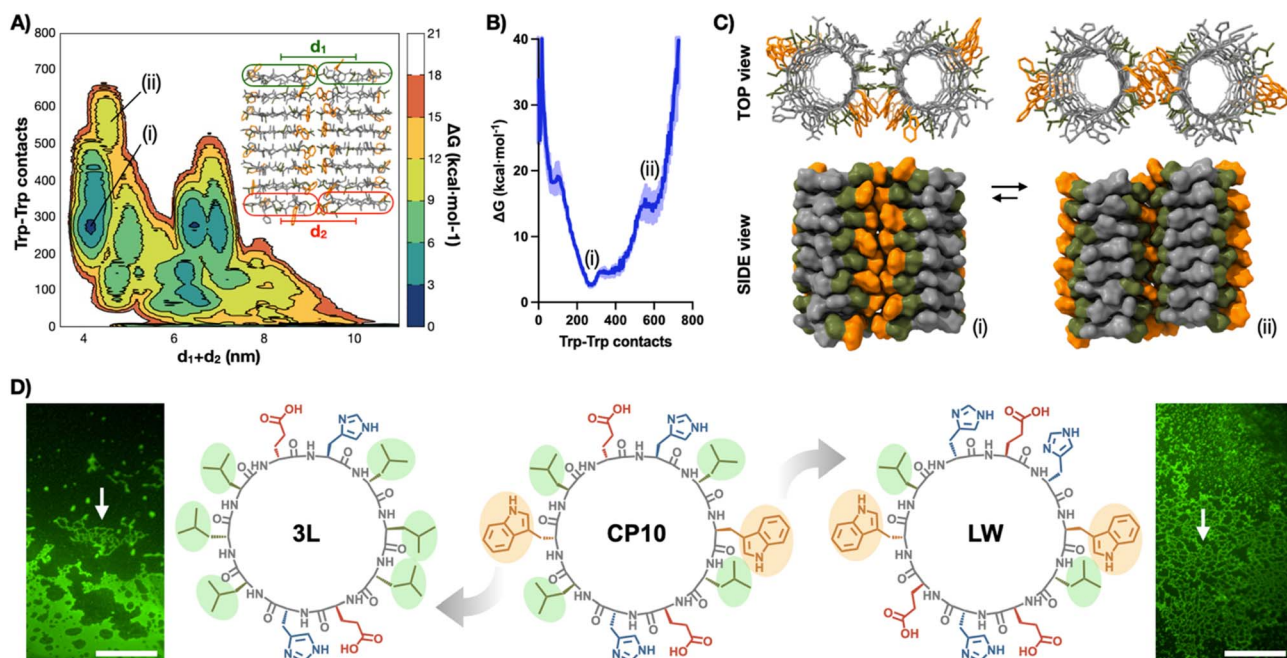 A)
800
700
600
500
400
300
200
100
0
Trp-Trp contacts
4 6 8 10
d₁+d₂ (nm)
(ii)
(i)
d₁
d₂
21
18
15
12
9
6
3
0
ΔG (kcal·mol-1)
B)
40
30
20
10
0
ΔG (kcal·mol⁻¹)
(ii)
(i)
0 200 400 600 800
Trp-Trp contacts
C)
TOP view
SIDE view
(i)
(ii)
D)
3L
CP10
LW